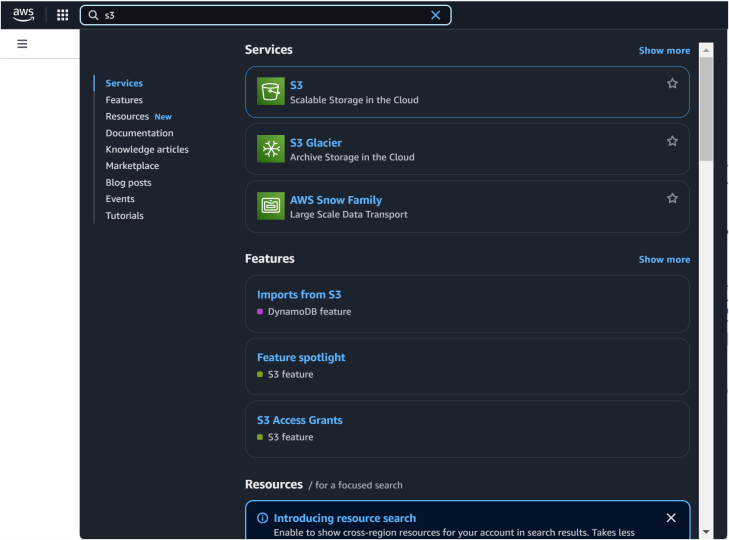 aws
s3
Services
Show more
Services
Features
Resources New
Documentation
Knowledge articles
Marketplace
Blog posts
Events
Tutorials
S3
Scalable Storage in the Cloud
S3 Glacier
Archive Storage in the Cloud
AWS Snow Family
Large Scale Data Transport
Features
Show more
Imports from S3
DynamoDB feature
Feature spotlight
S3 feature
S3 Access Grants
S3 feature
Resources / for a focused search
Introducing resource search
Enable to show cross-region resources for your account in search results. Takes less